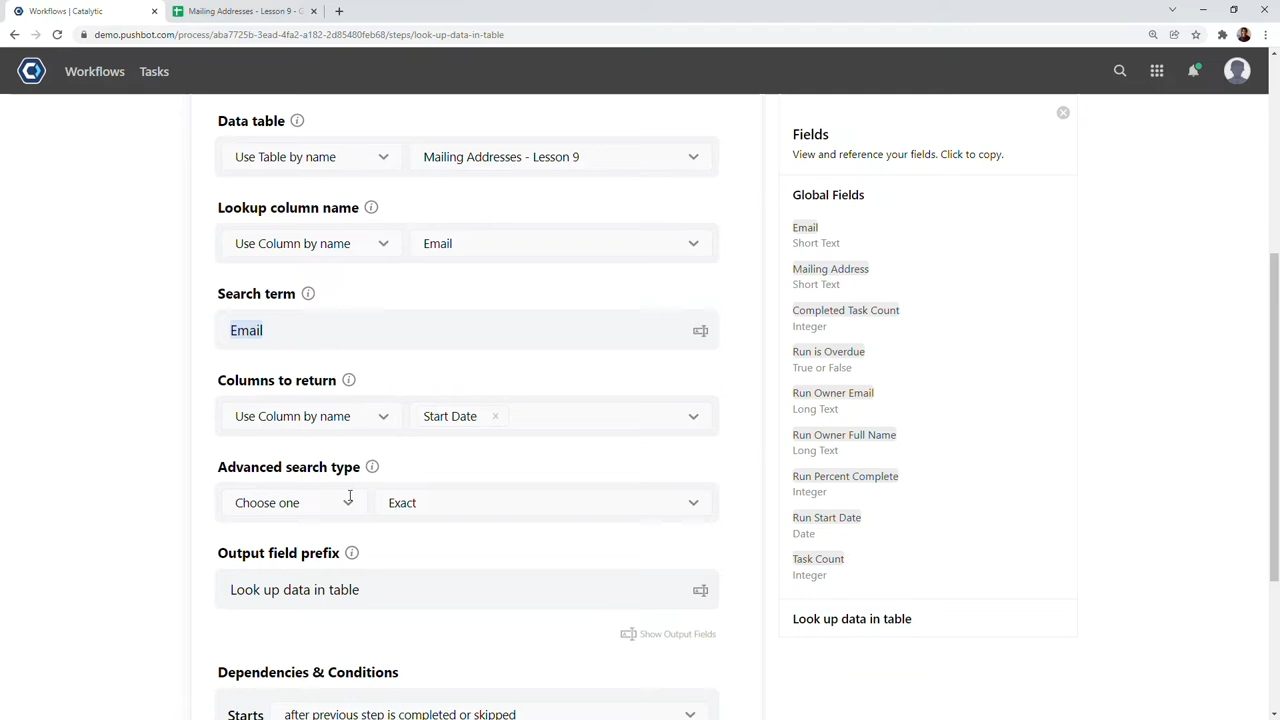 Workflows | Catalytic
Mailing Addresses - Lesson 9 - G
demo.pushbot.com/process/aba7725b-3ead-4fa2-a182-2d85480feb68/steps/look-up-data-in-table
Workflows
Tasks
Data table
Use Table by name
Mailing Addresses - Lesson 9
Lookup column name
Use Column by name
Email
Search term
Email
Columns to return
Use Column by name
Start Date
Advanced search type
Choose one
Exact
Output field prefix
Look up data in table
Show Output Fields
Dependencies & Conditions
Starts
after previous step is completed or skipped
Fields
View and reference your fields. Click to copy.
Global Fields
Email
Short Text
Mailing Address
Short Text
Completed Task Count
Integer
Run is Overdue
True or False
Run Owner Email
Long Text
Run Owner Full Name
Long Text
Run Percent Complete
Integer
Run Start Date
Date
Task Count
Integer
Look up data in table